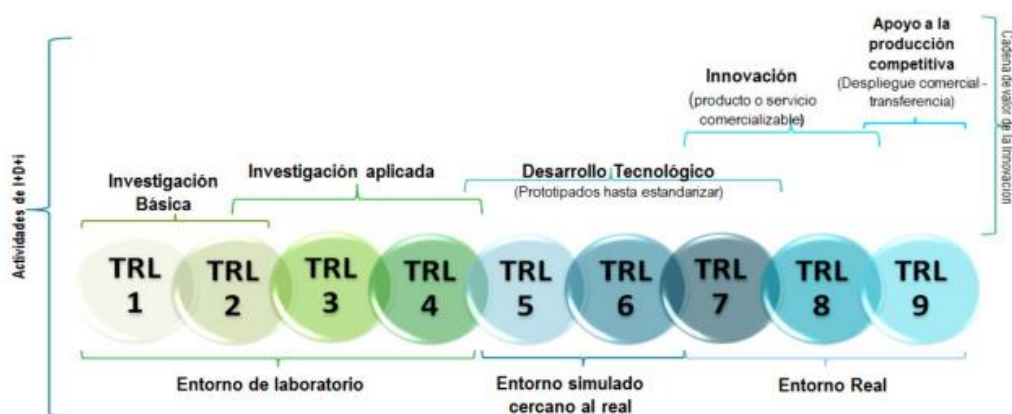 Apoyo a la
producción
competitiva
(Despliegue comercial -
transferencia)
Innovación
(producto o servicio
comercializable)
Investigación aplicada
Desarrollo Tecnológico
(Prototipados hasta estandarizar)
Investigación
Básica
Actividades de I+D+i
Cadena de valor de la Innovación
TRL
1
TRL
2
TRL
3
TRL
4
TRL
5
TRL
6
TRL
7
TRL
8
TRL
9
Entorno de laboratorio
Entorno simulado
cercano al real
Entorno Real